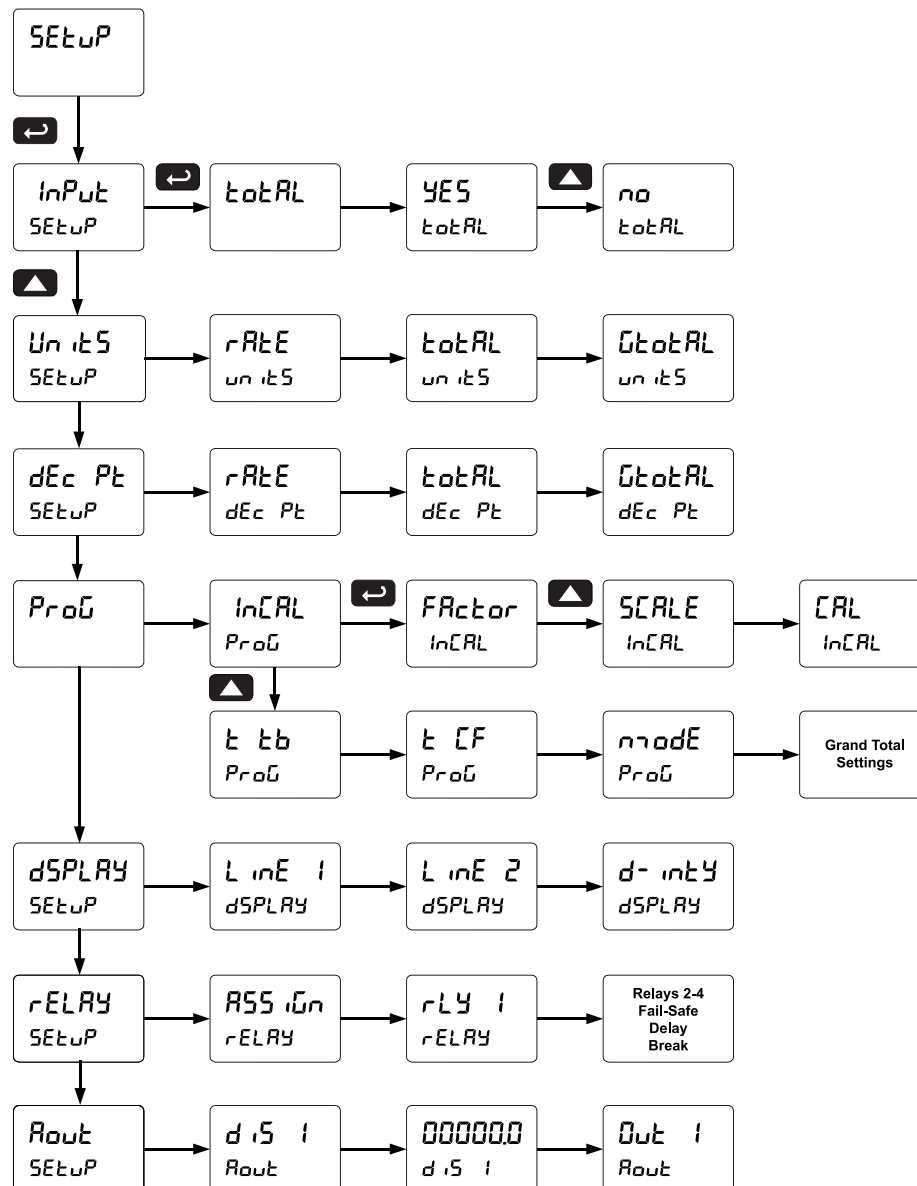 SEtuP
InPut
SEtuP
totAL
YES
totAL
no
totAL
UnitS
SEtuP
rAtE
unitS
totAL
unitS
GtotAL
unitS
dEc Pt
SEtuP
rAtE
dEc Pt
totAL
dEc Pt
GtotAL
dEc Pt
ProG
InCAL
ProG
FActor
InCAL
SCALE
InCAL
CAL
InCAL
t tb
ProG
t CF
ProG
modE
ProG
Grand Total
Settings
dSPLAY
SEtuP
LinE 1
dSPLAY
LinE 2
dSPLAY
d-intY
dSPLAY
rELAY
SEtuP
ASSiGn
rELAY
rLY 1
rELAY
Relays 2-4
Fail-Safe
Delay
Break
Aout
SEtuP
diS 1
Aout
00000.0
diS 1
Out 1
Aout